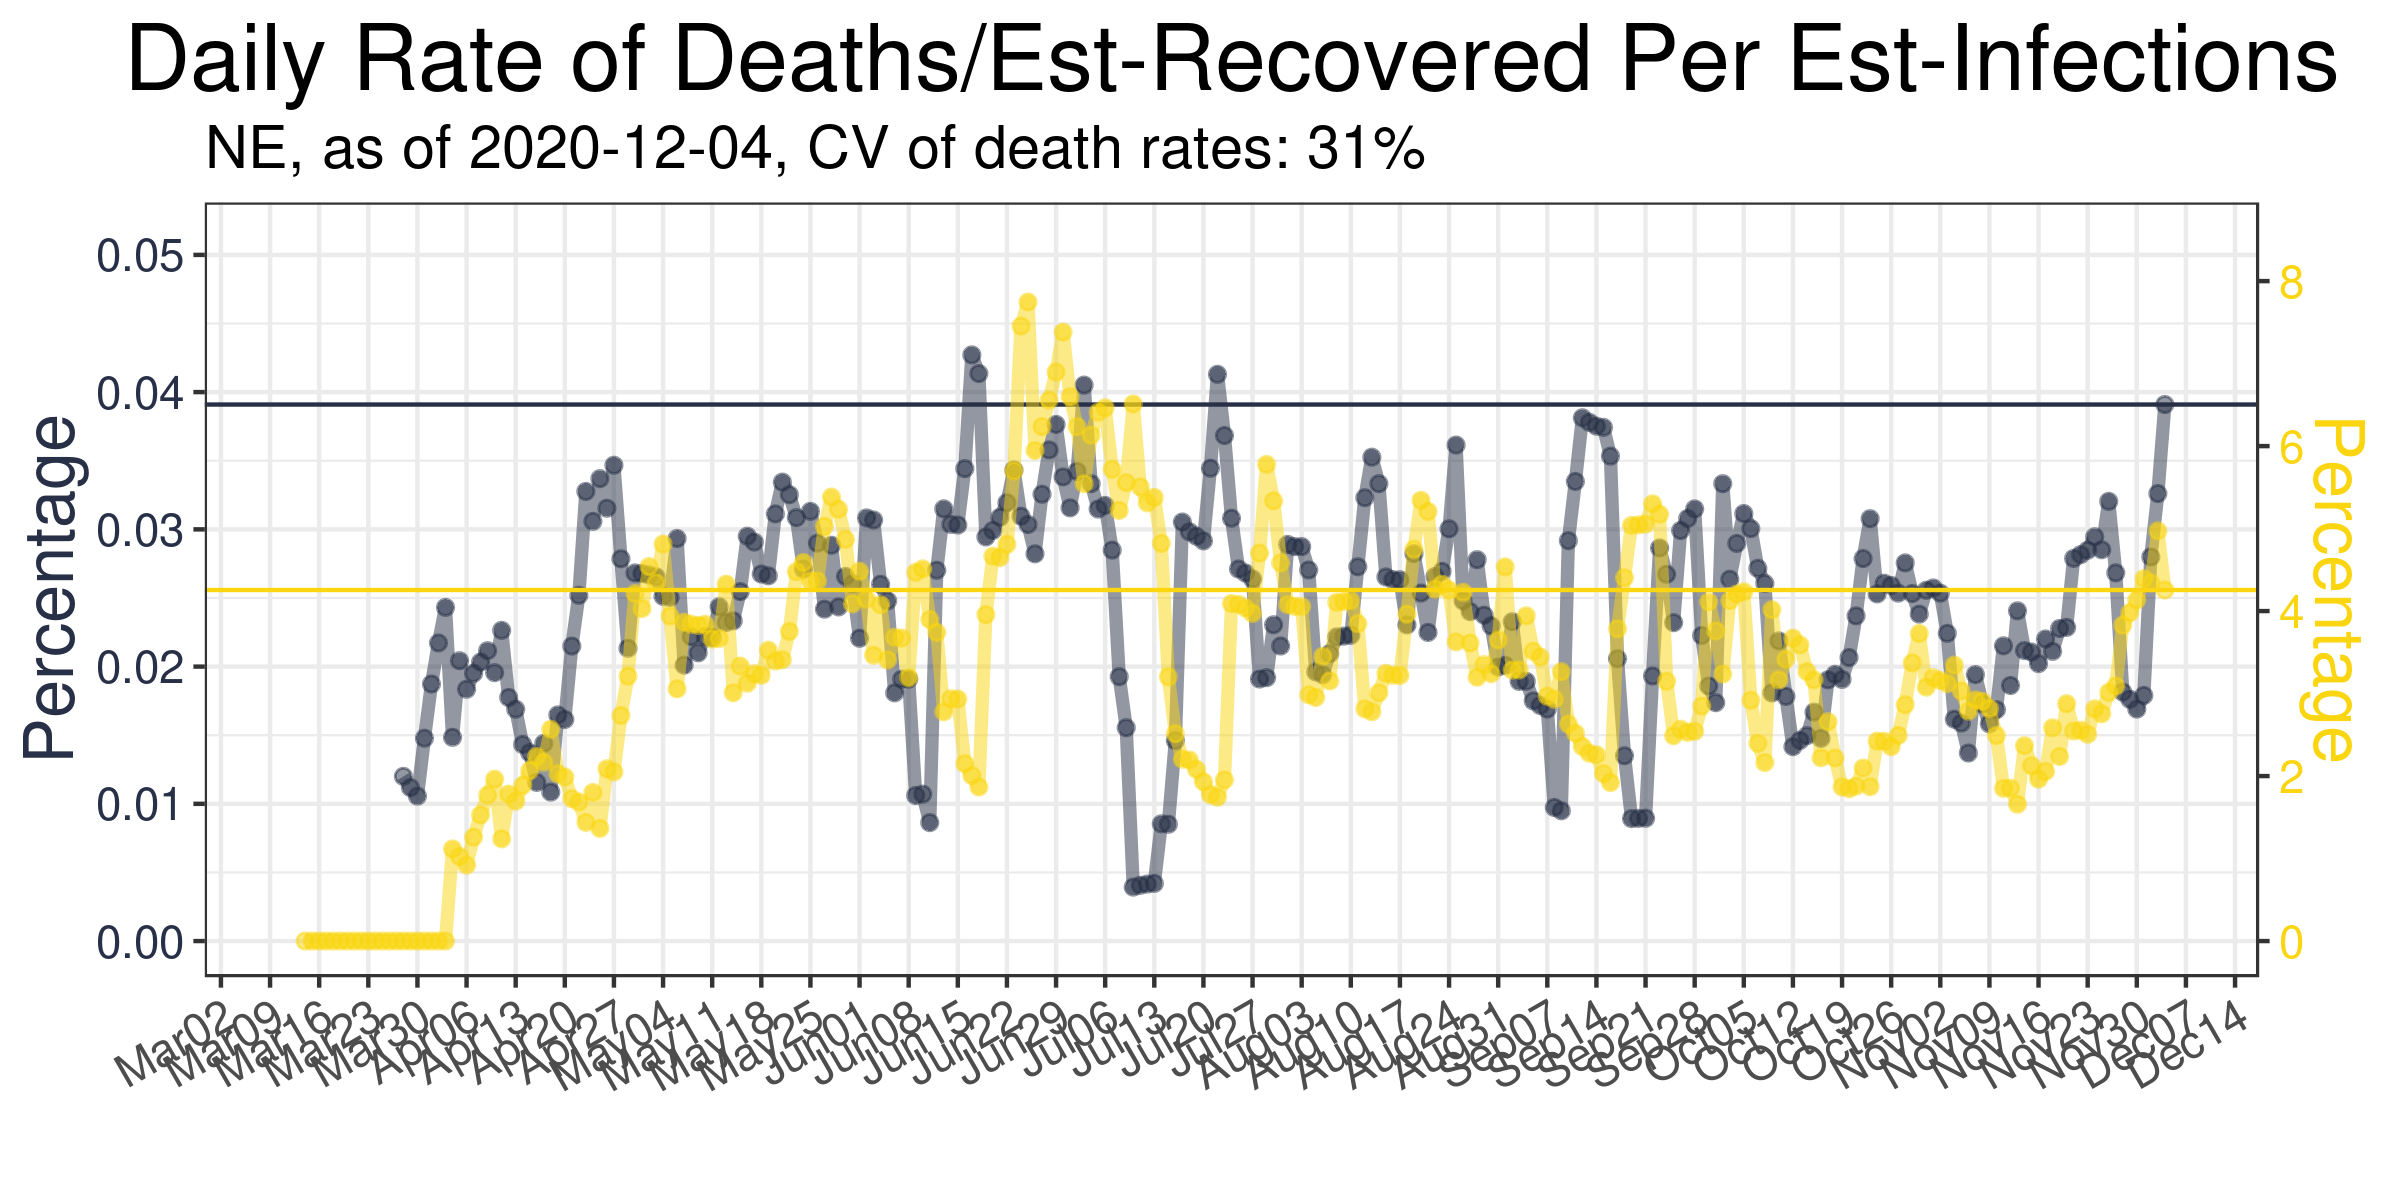 Daily Rate of Deaths/Est-Recovered Per Est-Infections
NE, as of 2020-12-04, CV of death rates: 31%
Percentage
0.05
0.04
0.03
0.02
0.01
0.00
8
6
4
2
0
Percentage
Mar02 Mar09 Mar16 Mar23 Mar30 Apr06 Apr13 Apr20 Apr27 May04 May11 May18 May25 Jun01 Jun08 Jun15 Jun22 Jun29 Jul06 Jul13 Jul20 Jul27 Aug03 Aug10 Aug17 Aug24 Aug31 Sep07 Sep14 Sep21 Sep28 Oct05 Oct12 Oct19 Oct26 Nov02 Nov09 Nov16 Nov23 Nov30 Dec07 Dec14